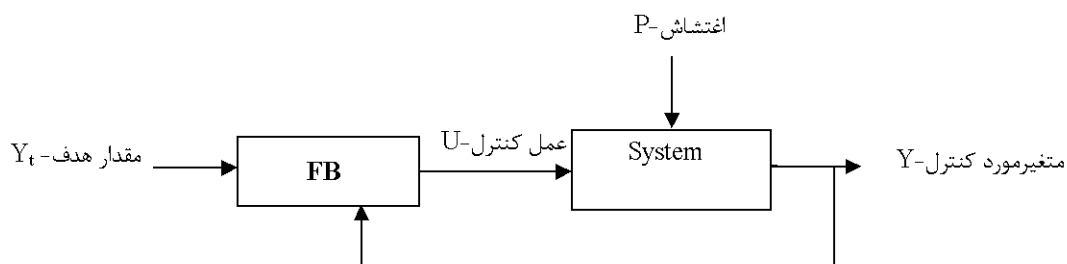 اغتشاش-P
مقدار هدف-Yt
FB
عمل کنترل-U
System
متغیرمورد کنترل-Y